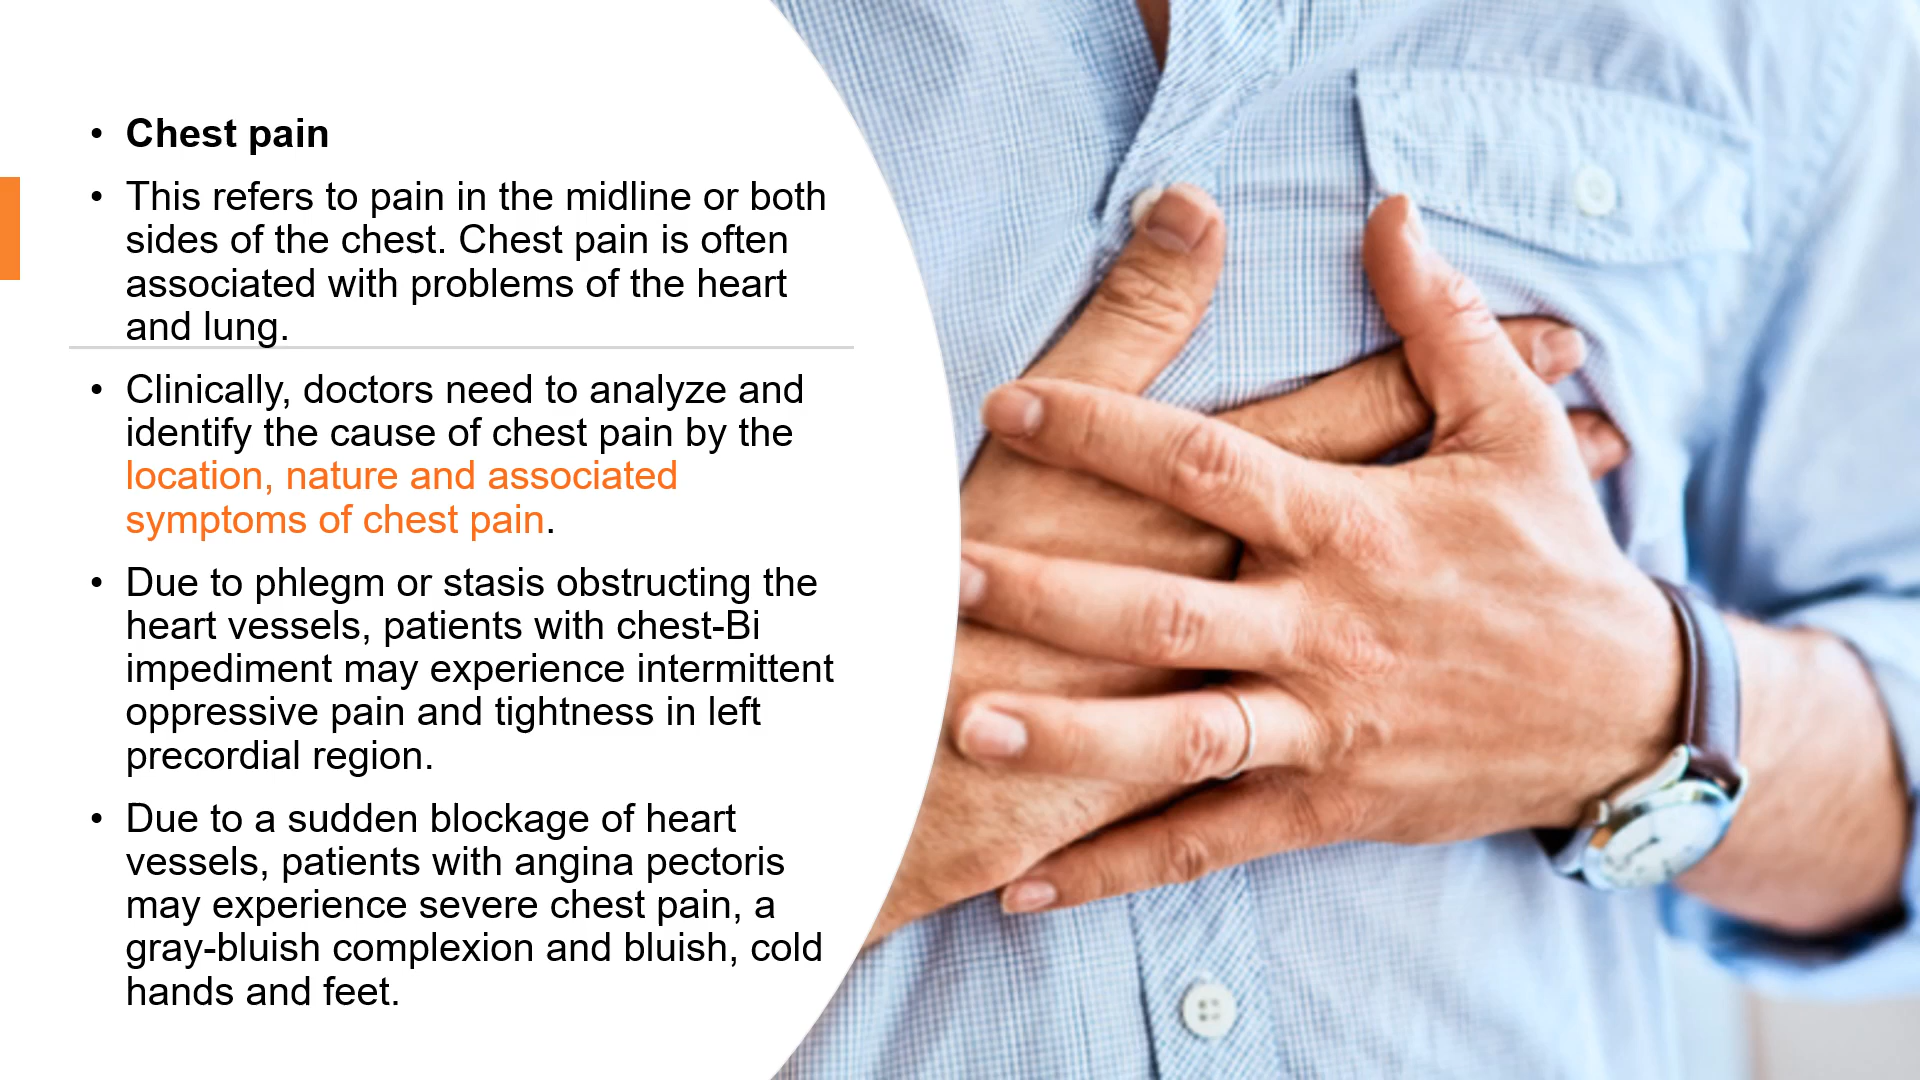 • Chest pain
• This refers to pain in the midline or both
sides of the chest. Chest pain is often
associated with problems of the heart
and lung.
• Clinically, doctors need to analyze and
identify the cause of chest pain by the
location, nature and associated
symptoms of chest pain.
• Due to phlegm or stasis obstructing the
heart vessels, patients with chest-Bi
impediment may experience intermittent
oppressive pain and tightness in left
precordial region.
• Due to a sudden blockage of heart
vessels, patients with angina pectoris
may experience severe chest pain, a
gray-bluish complexion and bluish, cold
hands and feet.